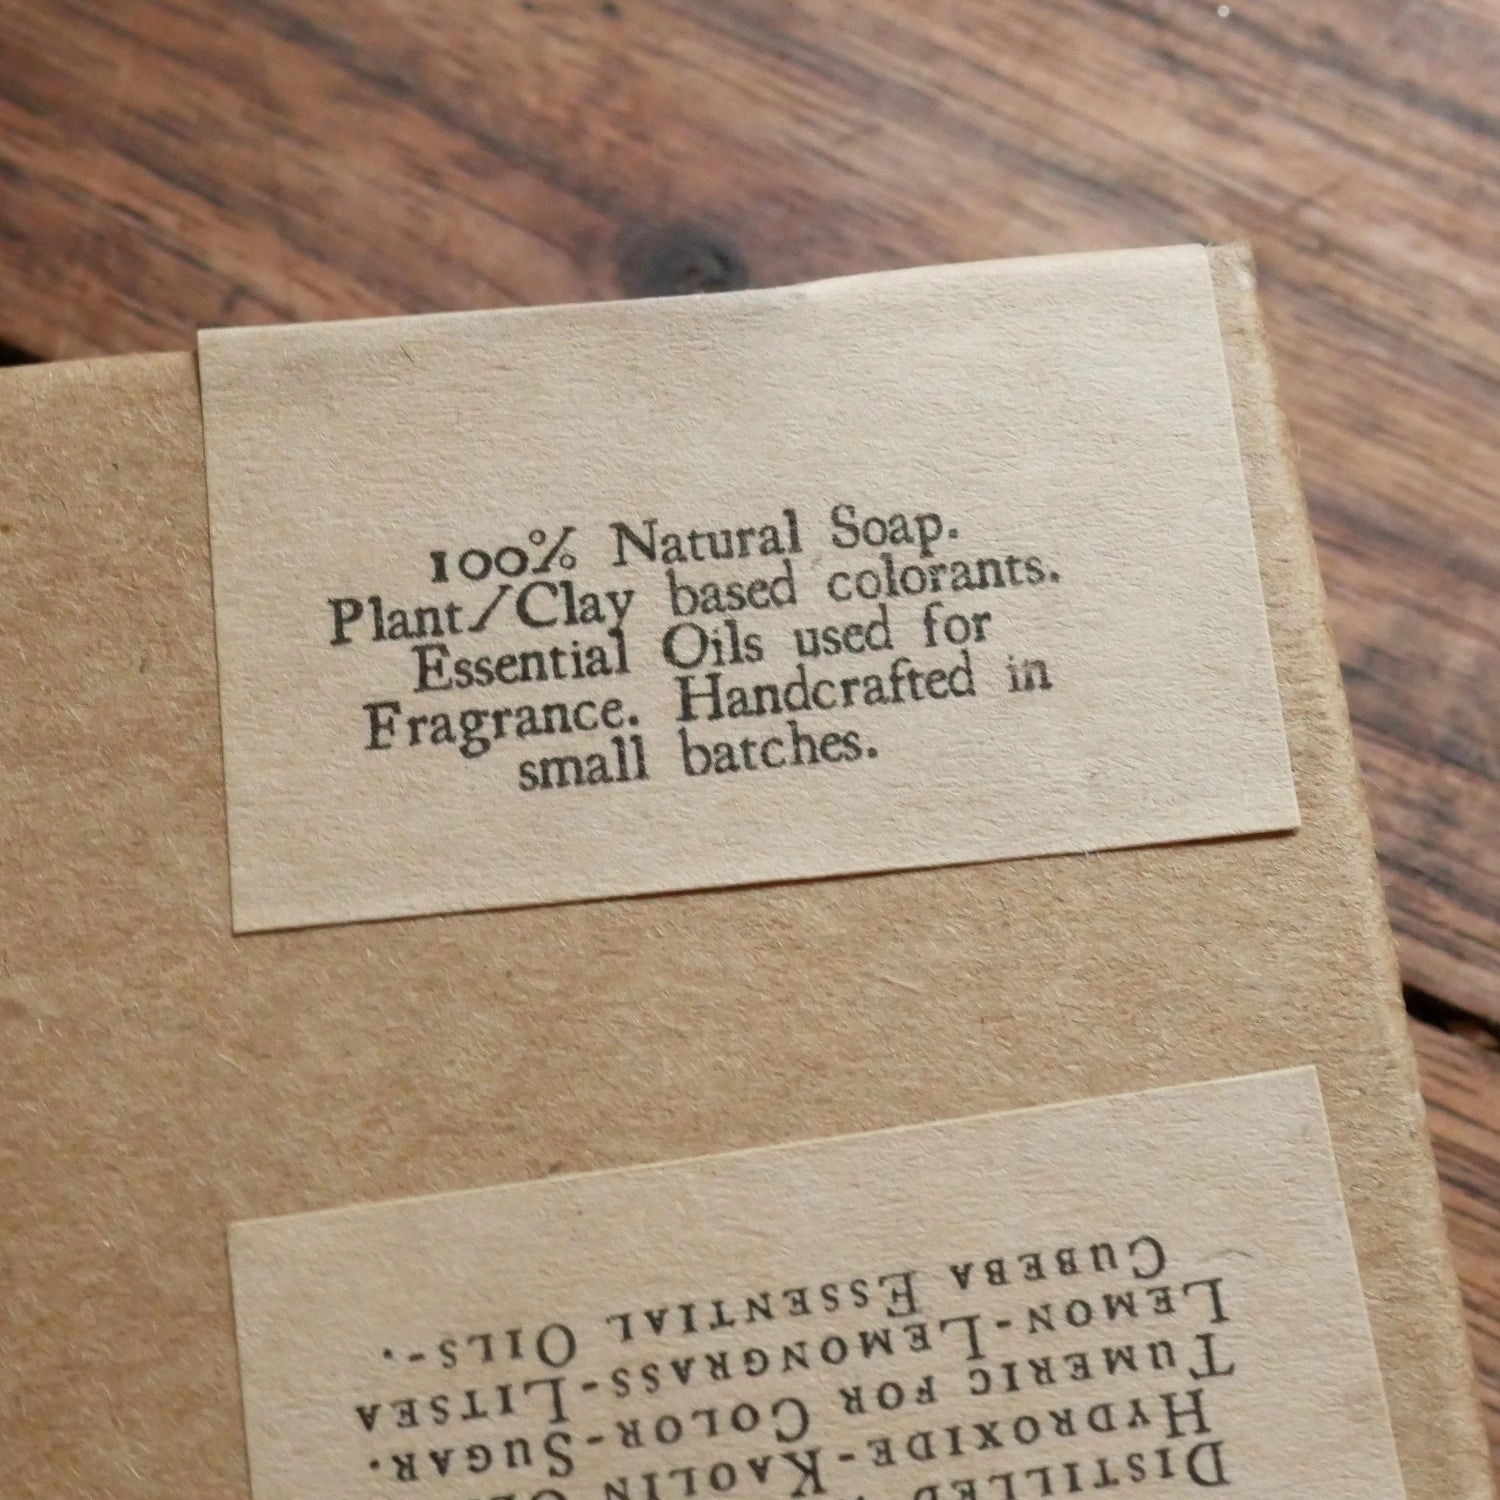 100% Natural Soap.
Plant/Clay based colorants.
Essential Oils used for
Fragrance. Handcrafted in
small batches.
DISTILLED
HYDROXIDE-KAOLIN
TUMERIC FOR COLOR-SUGAR.
LEMON-LEMONGRASS-LITSEA
CUBEBA ESSENTIAL OILS-.